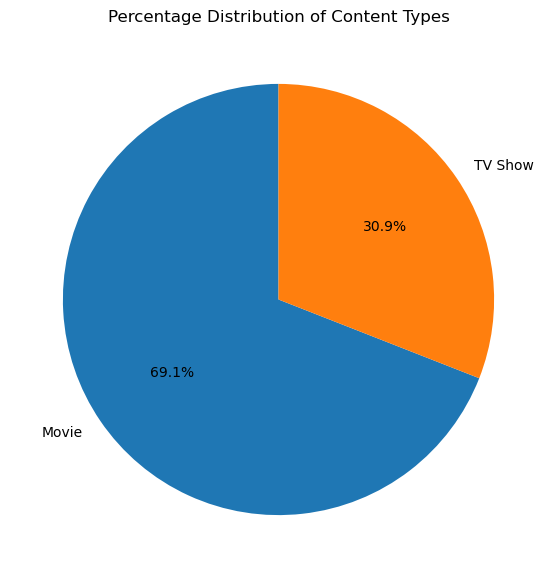 Percentage Distribution of Content Types
TV Show
30.9%
69.1%
Movie